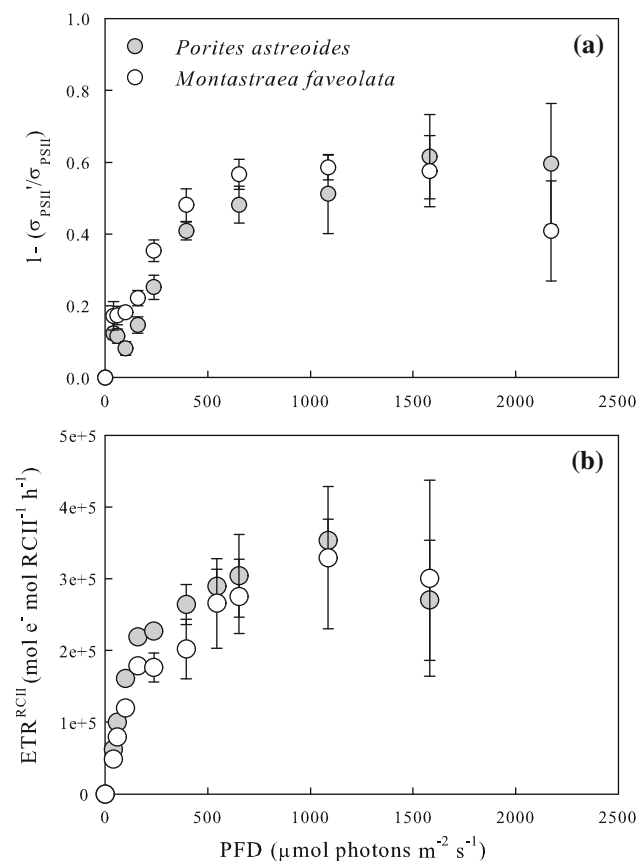 1.0
0.8
0.6
0.4
0.2
0.0
1- (σPSII'/σPSII)
Porites astreoides
Montastraea faveolata
(a)
0
500
1000
1500
2000
2500
5e+5
4e+5
3e+5
2e+5
1e+5
0
ETR^RCII (mol e⁻ mol RCII⁻¹ h⁻¹)
(b)
0
500
1000
1500
2000
2500
PFD (μmol photons m⁻² s⁻¹)